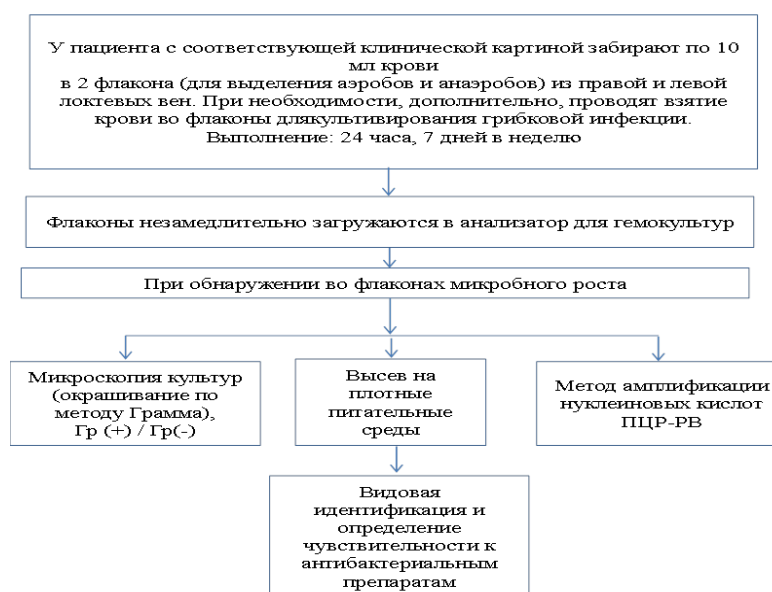 У пациента с соответствующей клинической картиной забирают по 10
мл крови
в 2 флакона (для выделения аэробов и анаэробов) из правой и левой
локтевых вен. При необходимости, дополнительно, проводят взятие
крови во флаконы длякультивирования грибковой инфекции.
Выполнение: 24 часа, 7 дней в неделю
Флаконы незамедлительно загружаются в анализатор для гемокультур
При обнаружении во флаконах микробного роста
Микроскопия культур
(окрашивание по
методу Грамма),
Гр (+) / Гр(-)
Высев на
плотные
питательные
среды
Метод амплификации
нуклеиновых кислот
ПЦР-РВ
Видовая
идентификация и
определение
чувствительности к
антибактериальным
препаратам